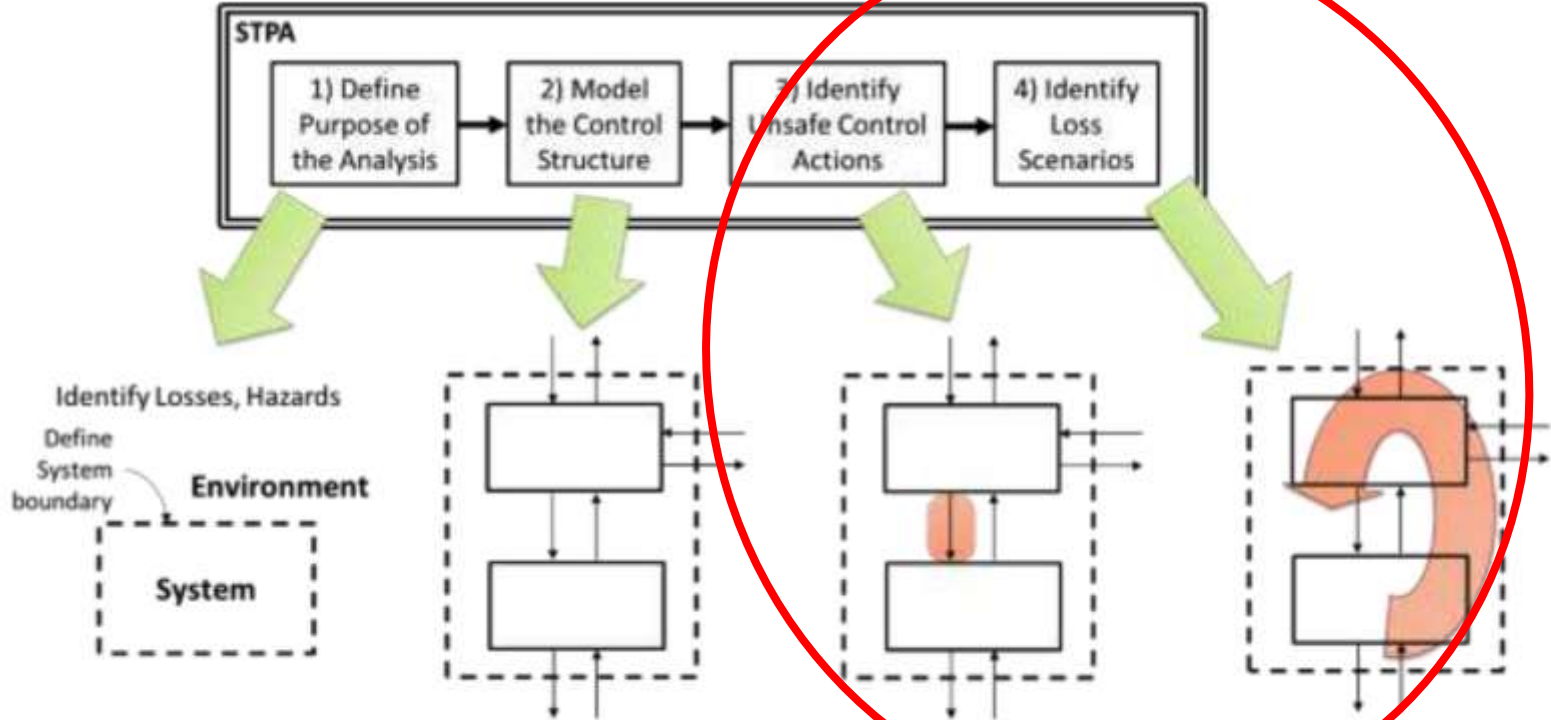 STPA
1) Define
Purpose of
the Analysis
2) Model
the Control
Structure
3) Identify
Unsafe Control
Actions
4) Identify
Loss
Scenarios
Identify Losses, Hazards
Define
System
boundary
Environment
System